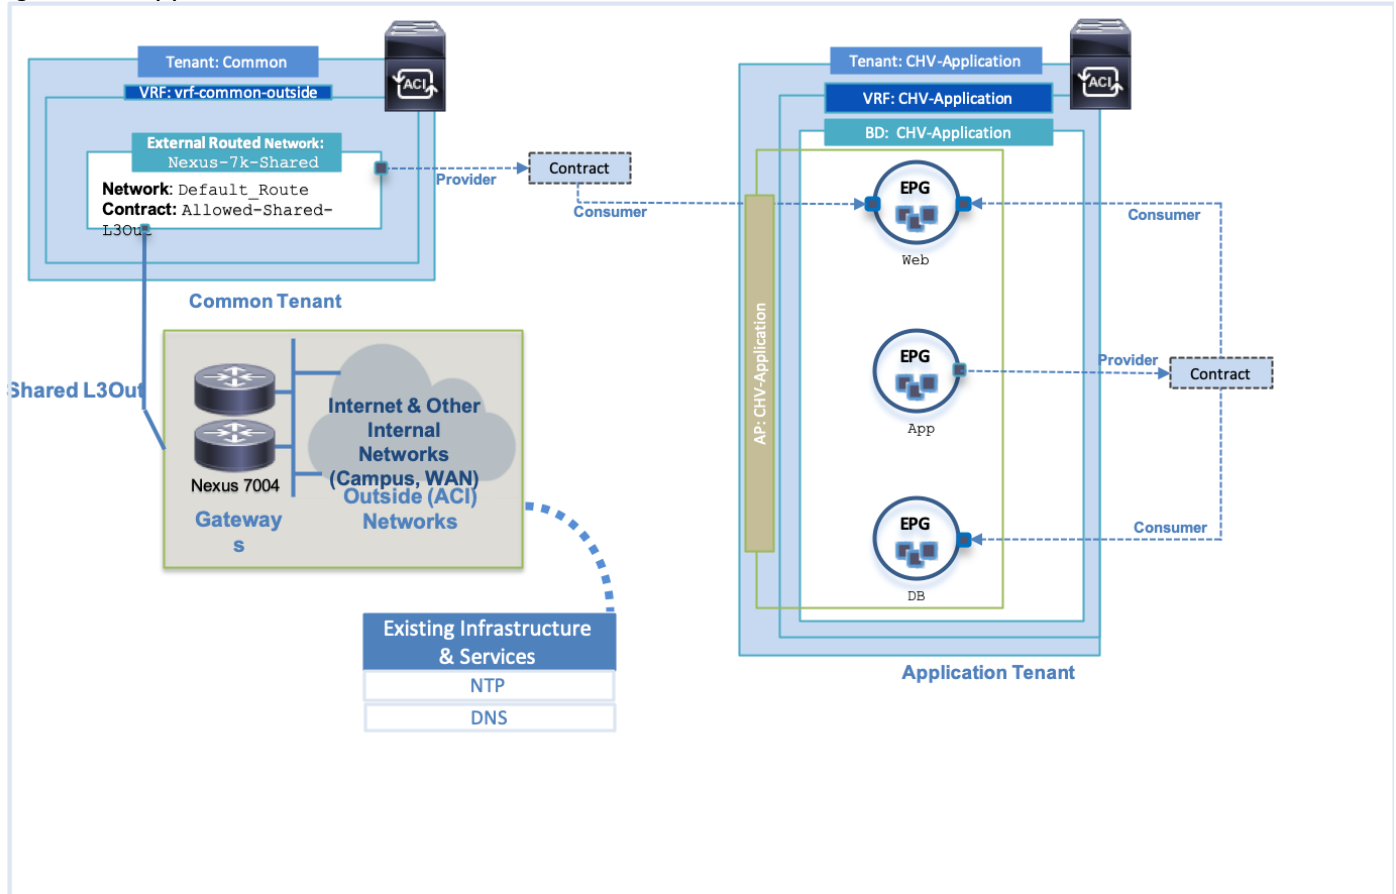 Tenant: Common
VRF: vrf-common-outside
External Routed Network:
Nexus-7k-Shared
Network: Default_Route
Contract: Allowed-Shared-
L3Out
ACI
Common Tenant
Provider
Contract
Consumer
Shared L3Out
Nexus 7004
Gateway
s
Internet & Other
Internal
Networks
(Campus, WAN)
Outside (ACI)
Networks
Existing Infrastructure
& Services
NTP
DNS
Tenant: CHV-Application
VRF: CHV-Application
BD: CHV-Application
ACI
AP: CHV-Application
EPG
Web
EPG
App
EPG
DB
Consumer
Provider
Contract
Consumer
Application Tenant